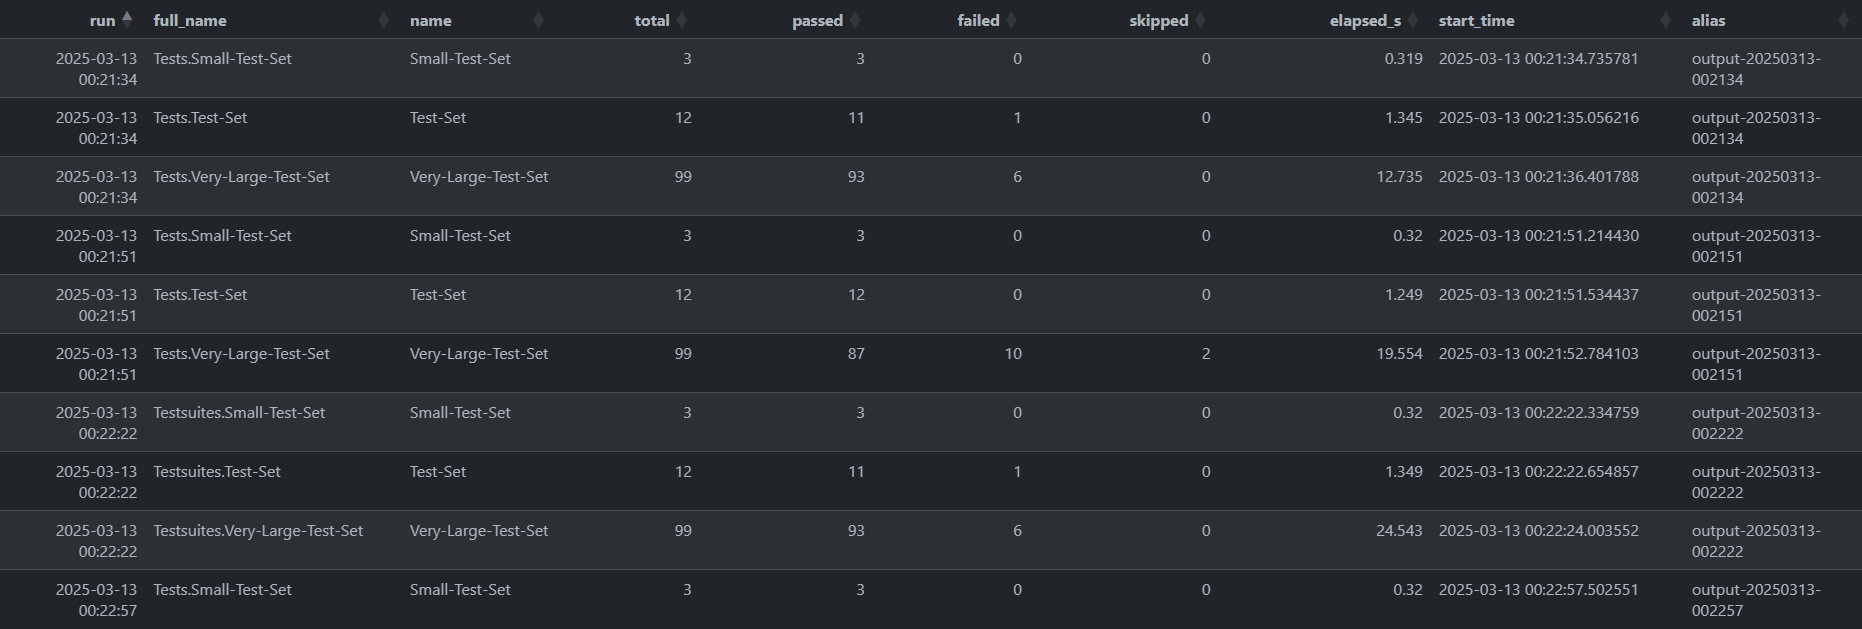 run full_name name total passed failed skipped elapsed_s start_time alias
2025-03-13 Tests.Small-Test-Set Small-Test-Set 3 3 0 0 0.319 2025-03-13 00:21:34.735781 output-20250313-
00:21:34 002134
2025-03-13 Tests.Test-Set Test-Set 12 11 1 0 1.345 2025-03-13 00:21:35.056216 output-20250313-
00:21:34 002134
2025-03-13 Tests.Very-Large-Test-Set Very-Large-Test-Set 99 93 6 0 12.735 2025-03-13 00:21:36.401788 output-20250313-
00:21:34 002134
2025-03-13 Tests.Small-Test-Set Small-Test-Set 3 3 0 0 0.32 2025-03-13 00:21:51.214430 output-20250313-
00:21:51 002151
2025-03-13 Tests.Test-Set Test-Set 12 12 0 0 1.249 2025-03-13 00:21:51.534437 output-20250313-
00:21:51 002151
2025-03-13 Tests.Very-Large-Test-Set Very-Large-Test-Set 99 87 10 2 19.554 2025-03-13 00:21:52.784103 output-20250313-
00:21:51 002151
2025-03-13 Testsuites.Small-Test-Set Small-Test-Set 3 3 0 0 0.32 2025-03-13 00:22:22.334759 output-20250313-
00:22:22 002222
2025-03-13 Testsuites.Test-Set Test-Set 12 11 1 0 1.349 2025-03-13 00:22:22.654857 output-20250313-
00:22:22 002222
2025-03-13 Testsuites.Very-Large-Test-Set Very-Large-Test-Set 99 93 6 0 24.543 2025-03-13 00:22:24.003552 output-20250313-
00:22:22 002222
2025-03-13 Tests.Small-Test-Set Small-Test-Set 3 3 0 0 0.32 2025-03-13 00:22:57.502551 output-20250313-
00:22:57 002257